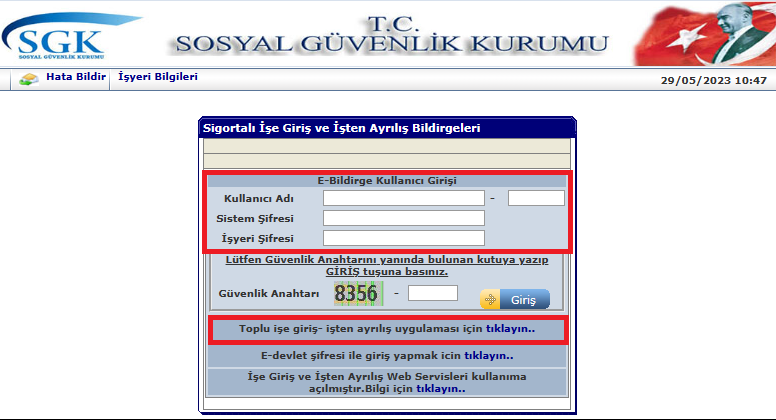 SGK
SOSYAL GÜVENLİK KURUMU
T.C.
SOSYAL GÜVENLİK KURUMU
Hata Bildir
İşyeri Bilgileri
29/05/2023 10:47
Sigortalı İşe Giriş ve İşten Ayrılış Bildirgeleri
E-Bildirge Kullanıcı Girişi
Kullanıcı Adı -
Sistem Şifresi
İşyeri Şifresi
Lütfen Güvenlik Anahtarını yanında bulunan kutuya yazıp
GİRİŞ tuşuna basınız.
Güvenlik Anahtarı 8356 - Giriş
Toplu işe giriş- işten ayrılış uygulaması için tıklayın..
E-devlet şifresi ile giriş yapmak icin tıklayın..
İşe Giriş ve İşten Ayrılış Web Servisleri kullanıma
açılmıştır.Bilgi için tıklayın..